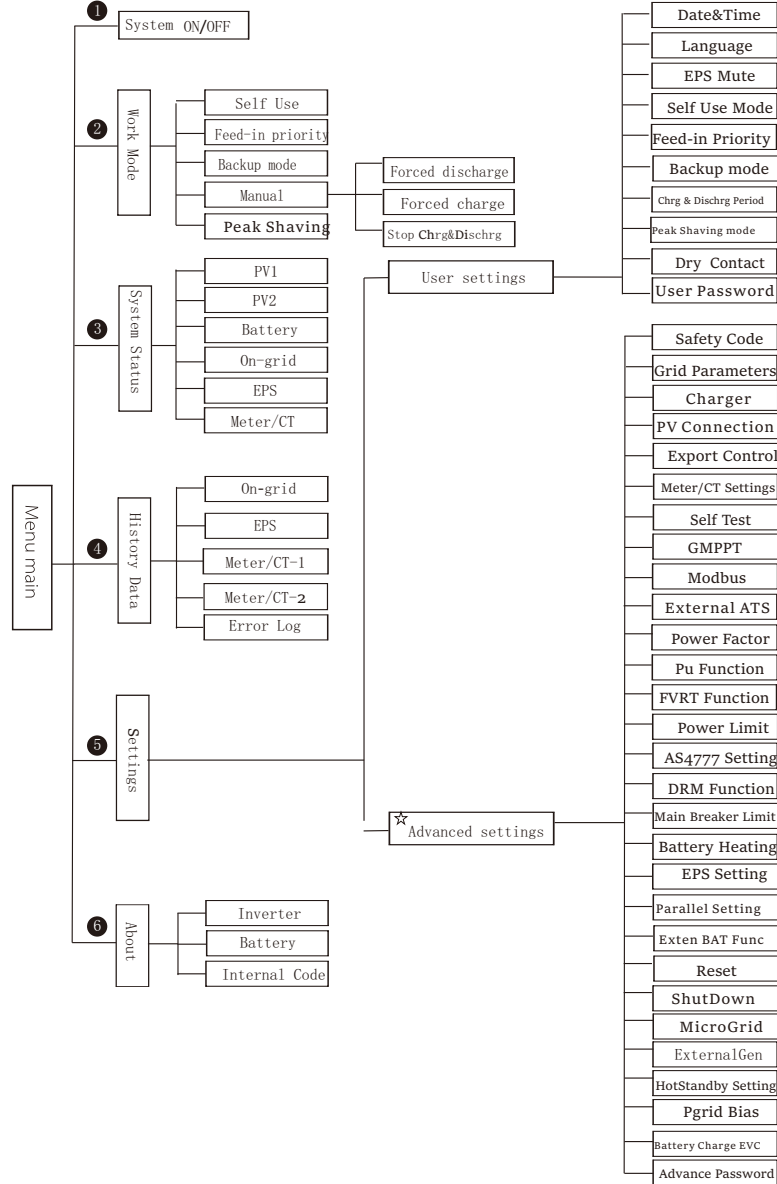 Menu main
1
System ON/OFF
2
Work Mode
Self Use
Feed-in priority
Backup mode
Manual
Forced discharge
Forced charge
Stop Chrg&Dischrg
Peak Shaving
3
System Status
PV1
PV2
Battery
On-grid
EPS
Meter/CT
4
History Data
On-grid
EPS
Meter/CT-1
Meter/CT-2
Error Log
5
Settings
User settings
Date&Time
Language
EPS Mute
Self Use Mode
Feed-in Priority
Backup mode
Chrg & Dischrg Period
Peak Shaving mode
Dry Contact
User Password
☆
Advanced settings
Safety Code
Grid Parameters
Charger
PV Connection
Export Control
Meter/CT Settings
Self Test
GMPPT
Modbus
External ATS
Power Factor
Pu Function
FVRT Function
Power Limit
AS4777 Setting
DRM Function
Main Breaker Limit
Battery Heating
EPS Setting
Parallel Setting
Exten BAT Func
Reset
ShutDown
MicroGrid
ExternalGen
HotStandby Setting
Pgrid Bias
Battery Charge EVC
Advance Password
6
About
Inverter
Battery
Internal Code